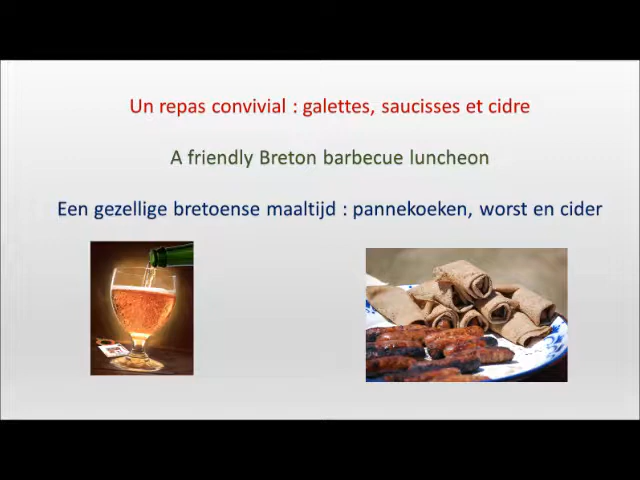 Un repas convivial : galettes, saucisses et cidre
A friendly Breton barbecue luncheon
Een gezellige bretoense maaltijd : pannekoeken, worst en cider